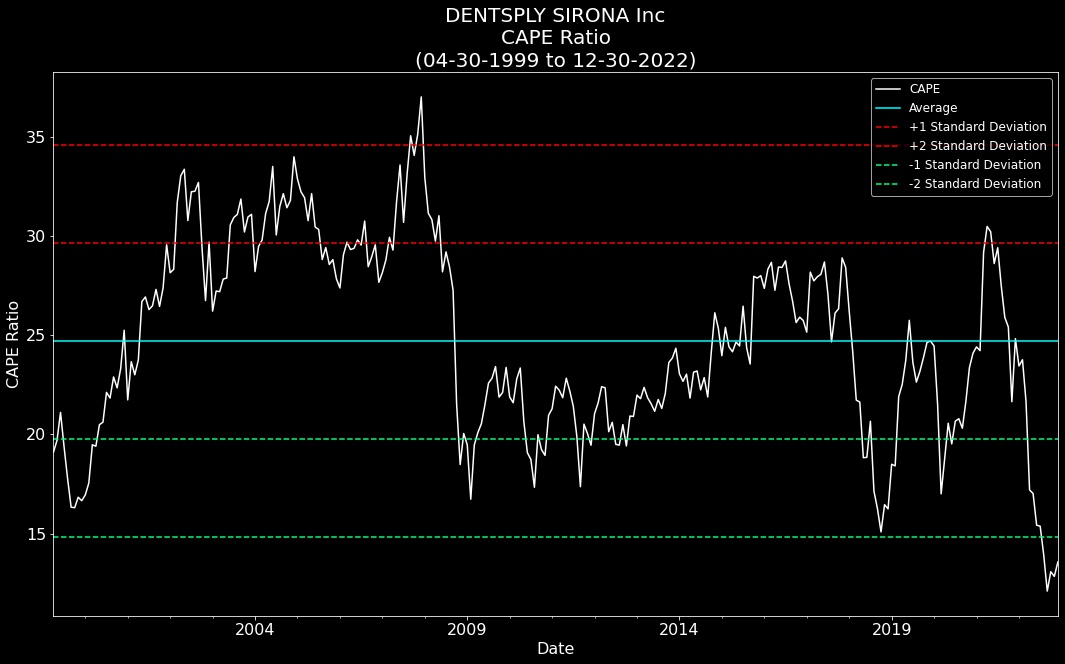 DENTSPLY SIRONA Inc
CAPE Ratio
(04-30-1999 to 12-30-2022)
CAPE
Average
+1 Standard Deviation
+2 Standard Deviation
-1 Standard Deviation
-2 Standard Deviation
35
30
25
20
15
CAPE Ratio
2004 2009 2014 2019
Date